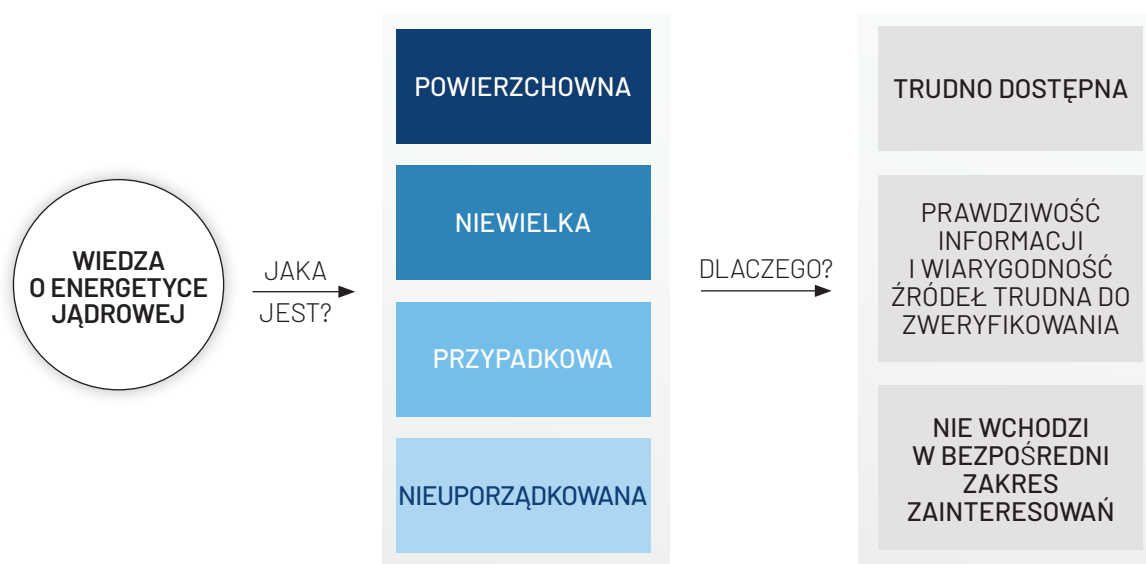 WIEDZA
O ENERGETYCE
JĄDROWEJ
JAKA
JEST?
POWIERZCHOWNA
NIEWIELKA
PRZYPADKOWA
NIEUPORZĄDKOWANA
DLACZEGO?
TRUDNO DOSTĘPNA
PRAWDZIWOŚĆ
INFORMACJI
I WIARYGODNOŚĆ
ŹRÓDEŁ TRUDNA DO
ZWERYFIKOWANIA
NIE WCHODZI
W BEZPOŚREDNI
ZAKRES
ZAINTERESOWAŃ